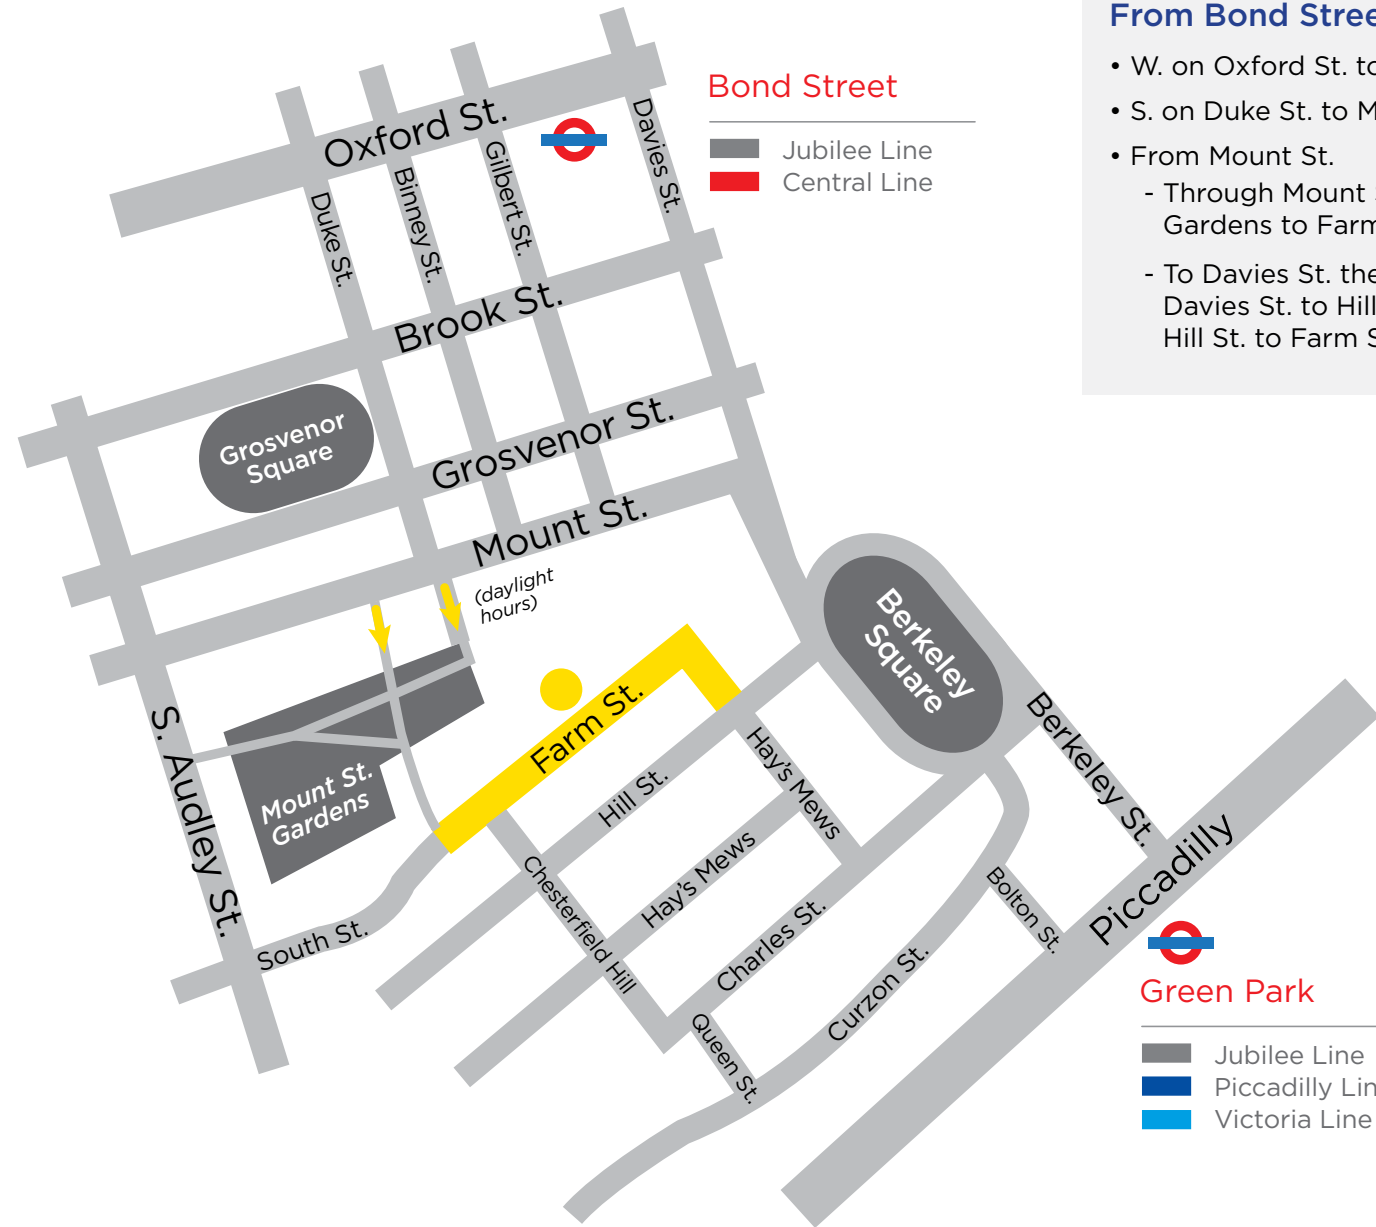 From Bond Stree
• W. on Oxford St. to
• S. on Duke St. to M
• From Mount St.
- Through Mount S
Gardens to Farm
- To Davies St. the
Davies St. to Hill
Hill St. to Farm S
Bond Street
Jubilee Line
Central Line
Oxford St.
Davies St.
Gilbert St.
Binney St.
Duke St.
Brook St.
Grosvenor
Square
Grosvenor St.
Mount St.
(daylight
hours)
Berkeley
Square
Farm St.
S. Audley St.
Mount St.
Gardens
Hill St.
Hay's Mews
Hay's Mews
Berkeley St.
Chesterfield Hill
Charles St.
Bolton St.
Piccadilly
South St.
Curzon St.
Queen St.
Green Park
Jubilee Line
Piccadilly Lin
Victoria Line